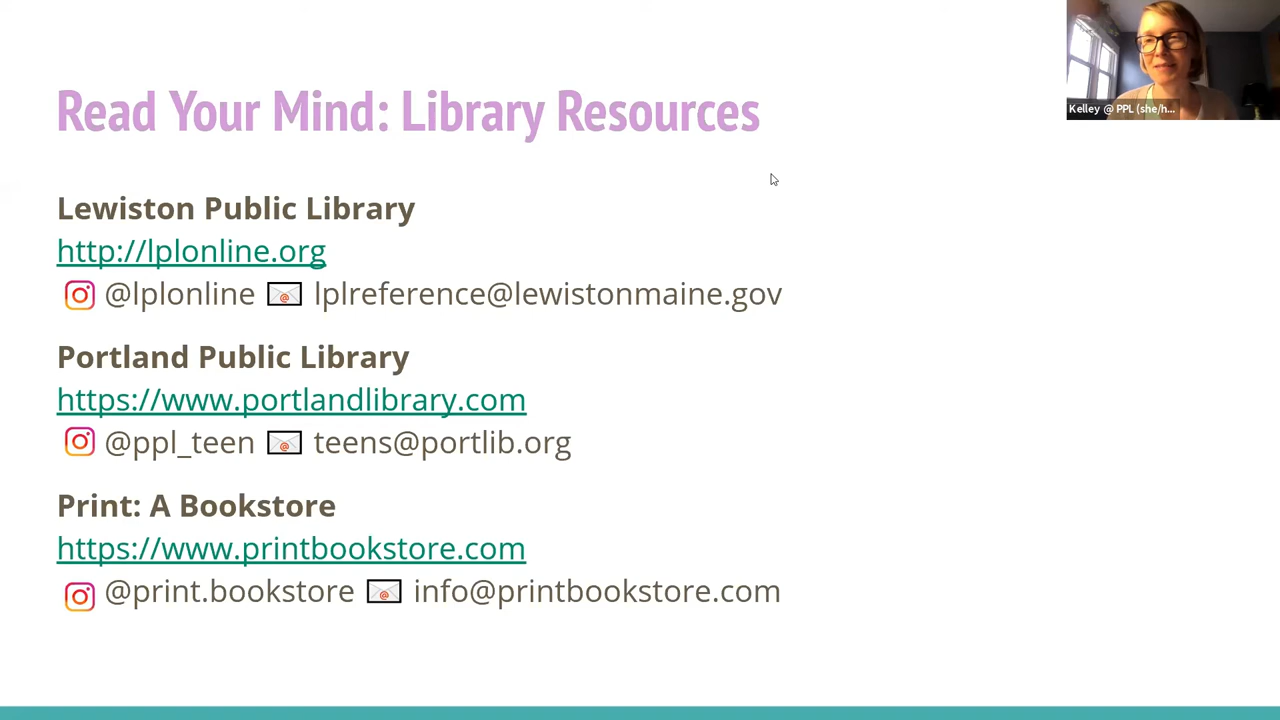 Read Your Mind: Library Resources
Kelley @ PPL (she/h...
Lewiston Public Library
http://lplonline.org
@lplonline lplreference@lewistonmaine.gov
Portland Public Library
https://www.portlandlibrary.com
@ppl_teen teens@portlib.org
Print: A Bookstore
https://www.printbookstore.com
@print.bookstore info@printbookstore.com